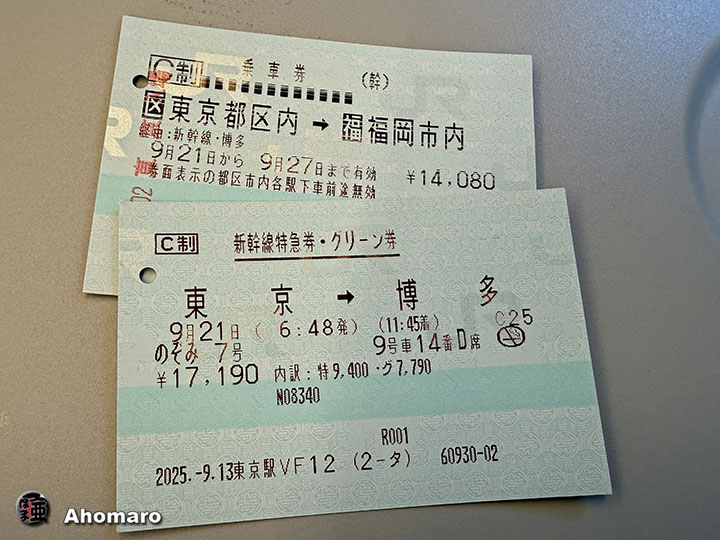 C制 乗車券 (幹)
区 東京都区内 → 福 福岡市内
経由:新幹線・博多
9月21日から 9月27日まで有効
¥14,080
券面表示の都区市内各駅下車前途無効
02
C制 新幹線特急券・グリーン券
東京 → 博多
9月21日 ( 6:48発) (11:45着) C25
のぞみ 7号 9号車14番D席
¥17,190 内訳:特9,400・グ7,790
N08340
R001
2025.-9.13東京駅VF12 (2-タ) 60930-02
Ahomaro